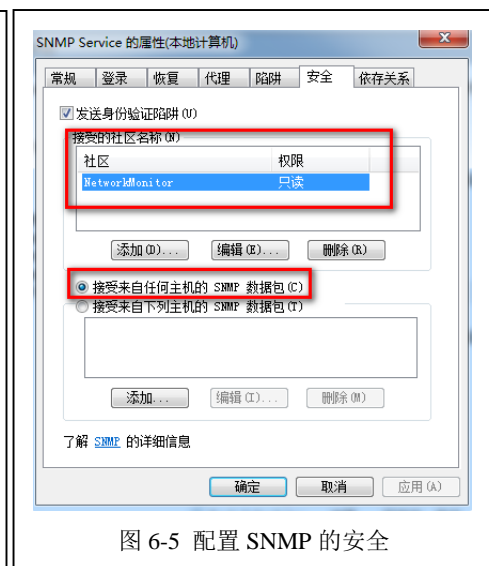 SNMP Service 的属性(本地计算机)
常规 登录 恢复 代理 陷阱 安全 依存关系
发送身份验证陷阱(U)
接受的社区名称(N)
社区 权限
NetworkMonitor 只读
添加(D)... 编辑(E)... 删除(R)
接受来自任何主机的 SNMP 数据包(C)
接受来自下列主机的 SNMP 数据包(T)
添加... 编辑(I)... 删除(M)
了解 SNMP 的详细信息
确定 取消 应用(A)
图 6-5 配置 SNMP 的安全